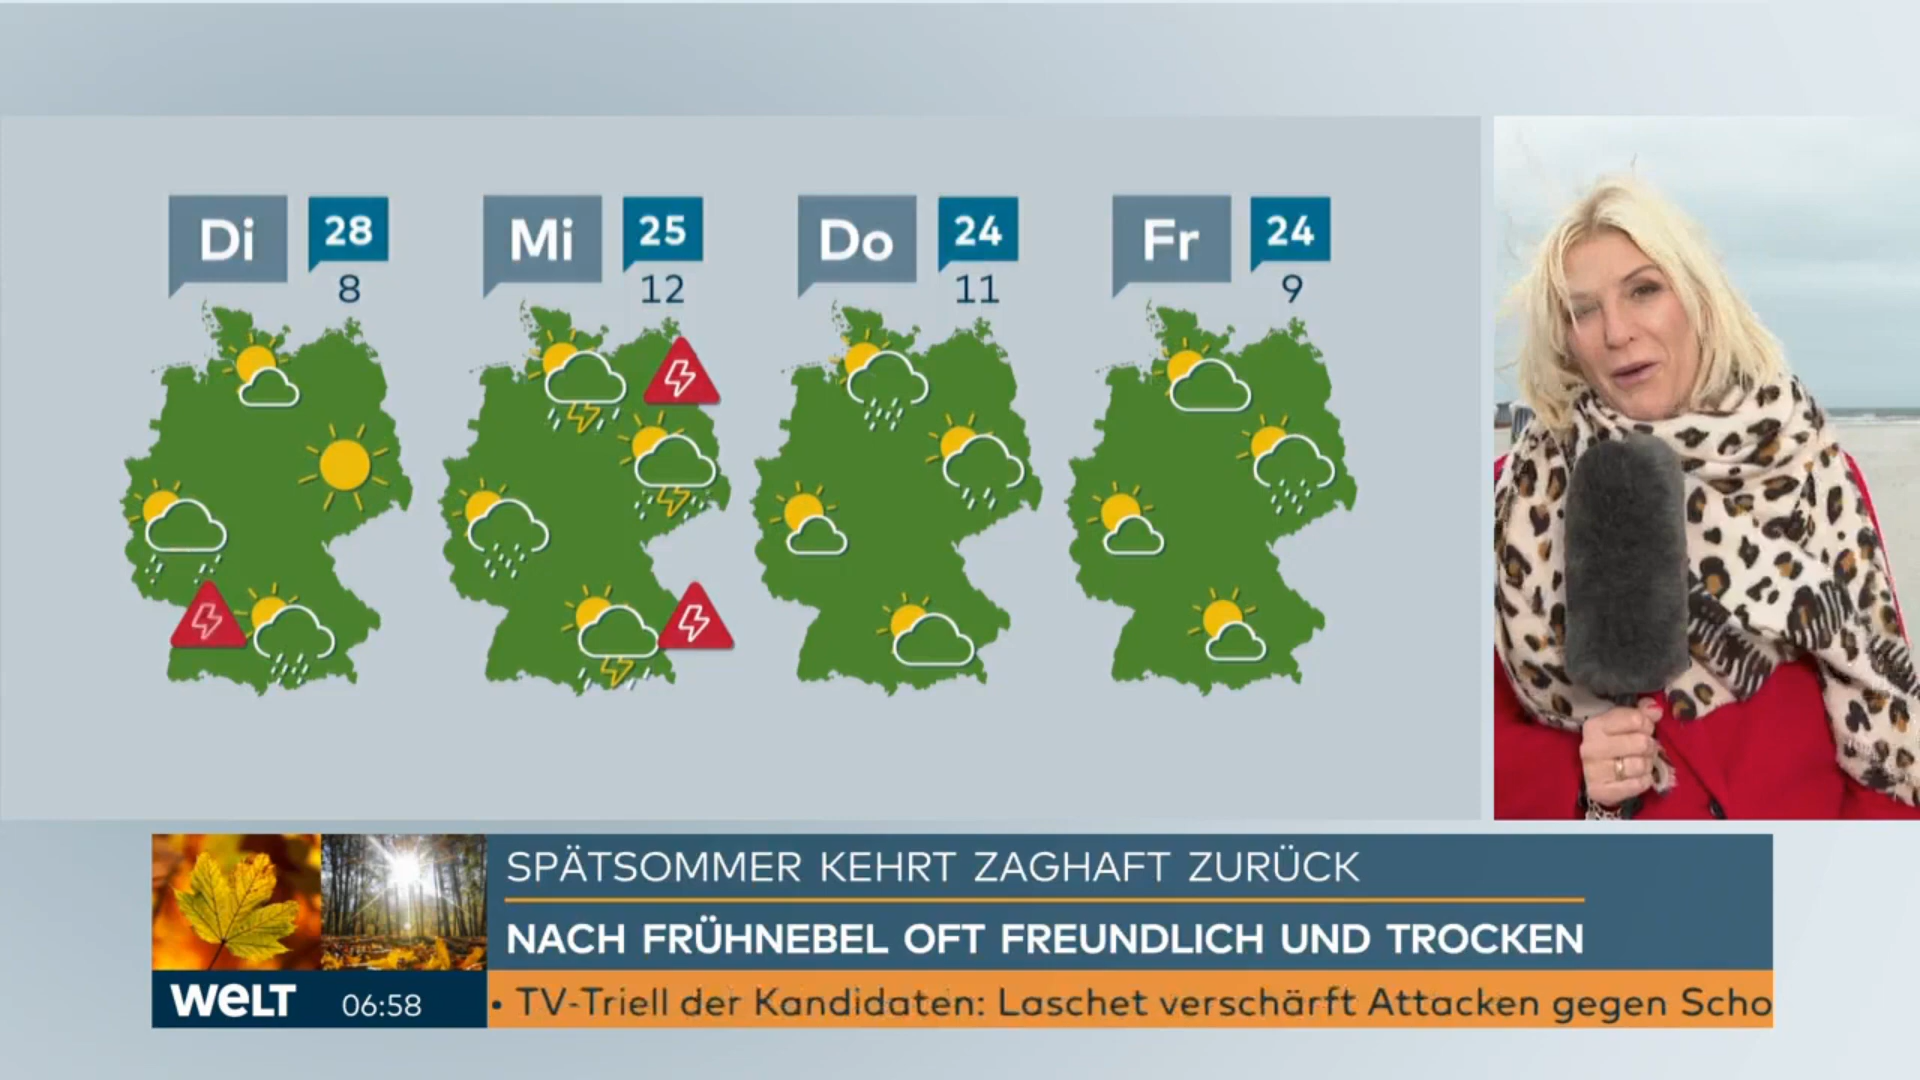 Di 28
8
Mi 25
12
Do 24
11
Fr 24
9
SPÄTSOMMER KEHRT ZAGHAFT ZURÜCK
NACH FRÜHNEBEL OFT FREUNDLICH UND TROCKEN
WELT 06:58
• TV-Triell der Kandidaten: Laschet verschärft Attacken gegen Scho